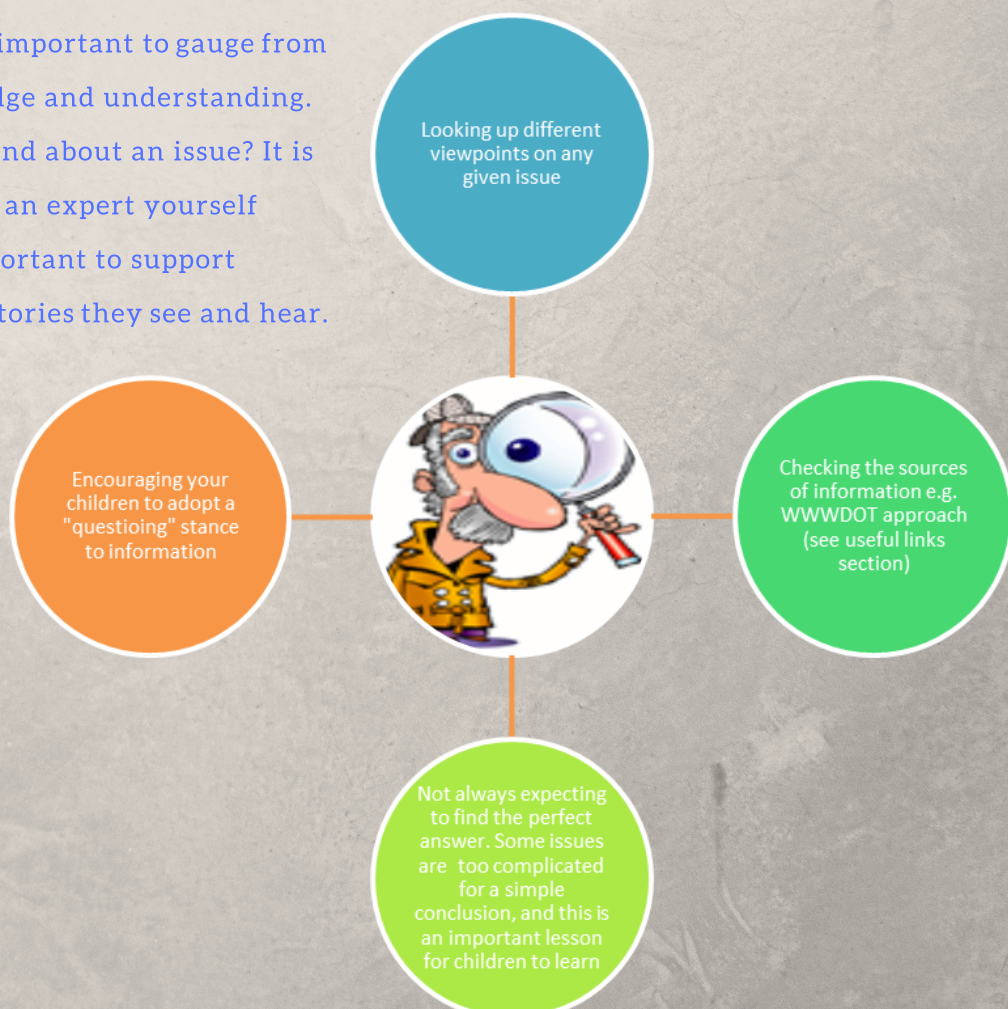 important to gauge from
dge and understanding.
nd about an issue? It is
an expert yourself
ortant to support
tories they see and hear.
Looking up different
viewpoints on any
given issue
Encouraging your
children to adopt a
"questioing" stance
to information
Checking the sources
of information e.g.
WWWDOT approach
(see useful links
section)
Not always expecting
to find the perfect
answer. Some issues
are too complicated
for a simple
conclusion, and this is
an important lesson
for children to learn